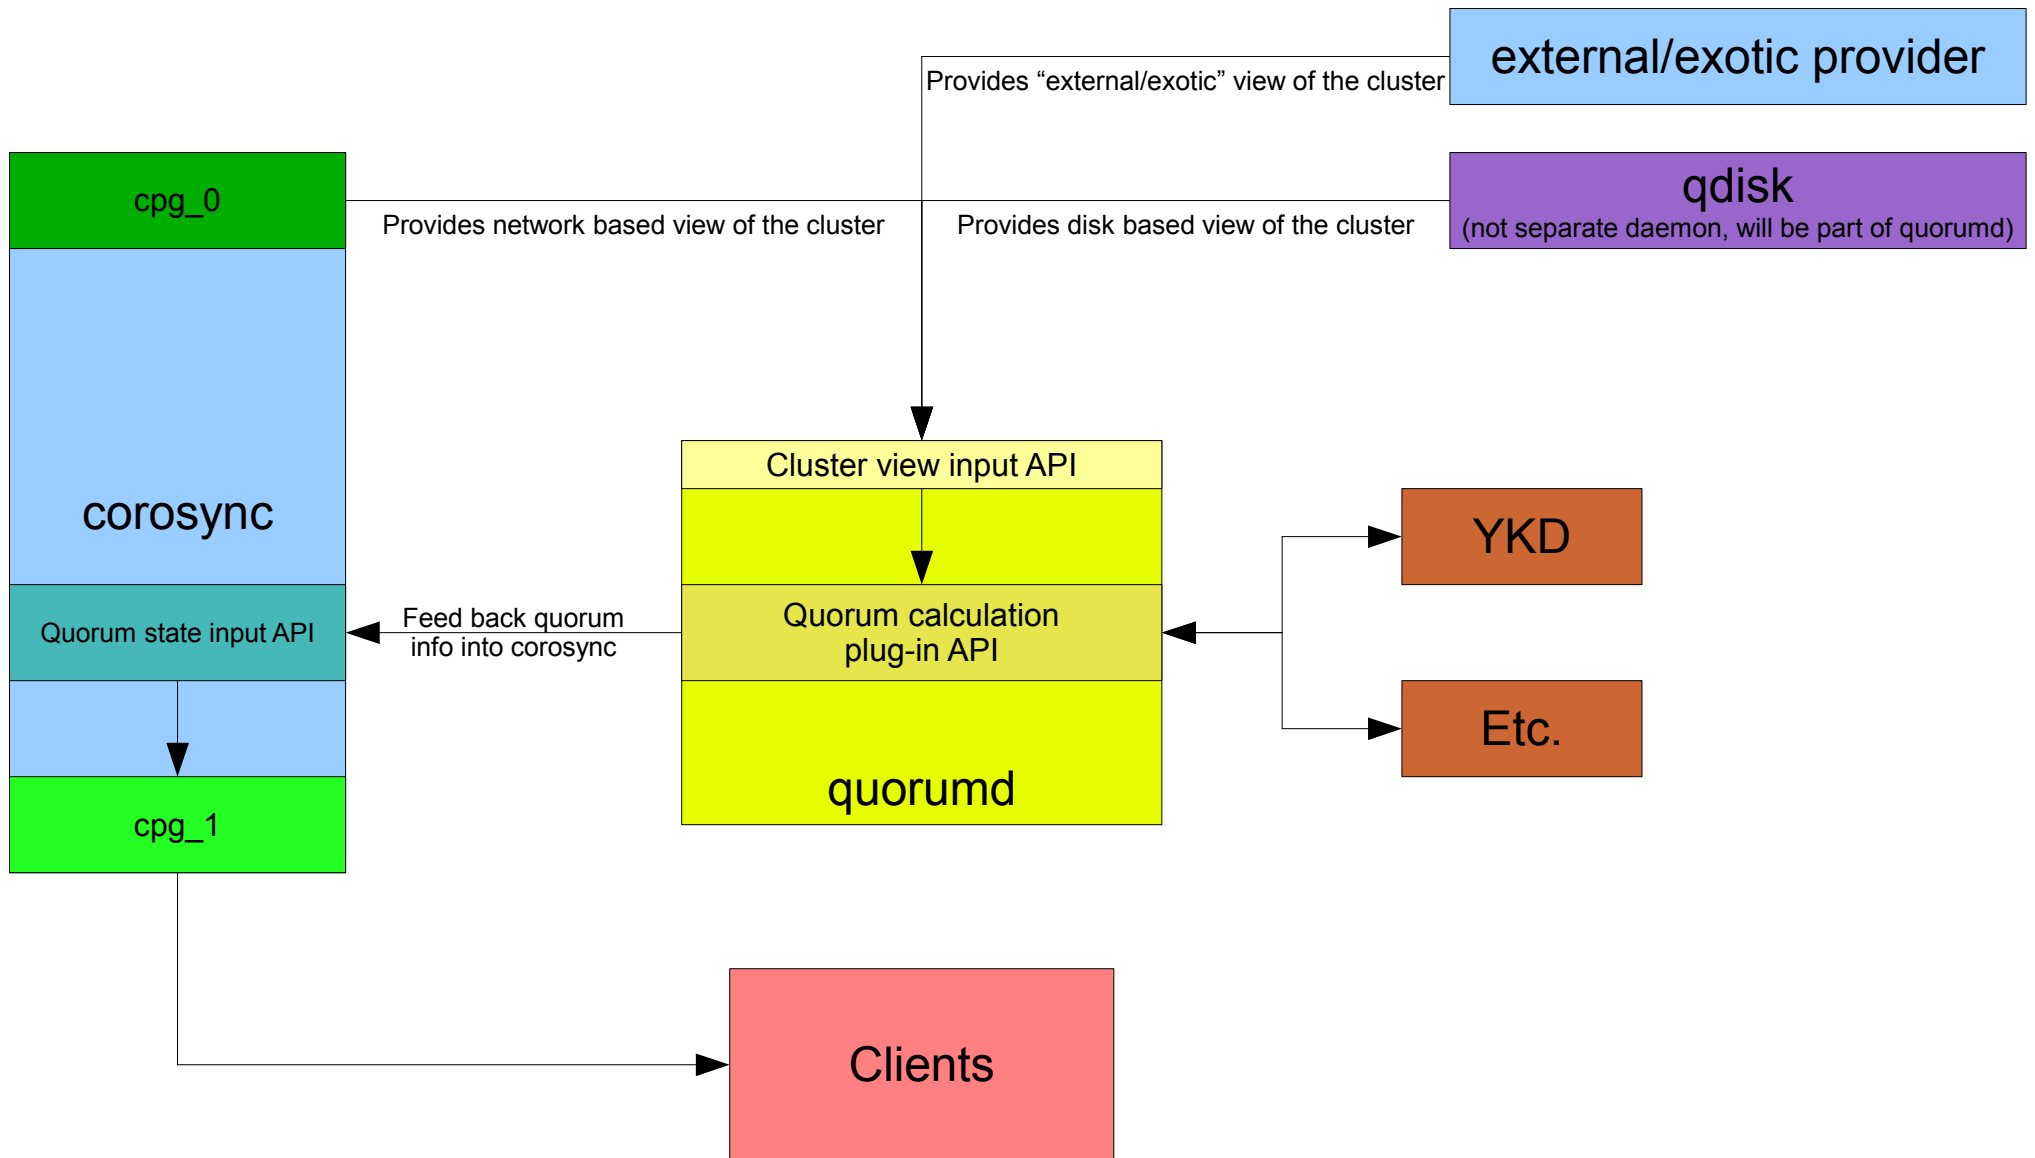 external/exotic provider
Provides “external/exotic” view of the cluster
cpg_0
qdisk
(not separate daemon, will be part of quorumd)
Provides network based view of the cluster
Provides disk based view of the cluster
Cluster view input API
corosync
YKD
Quorum state input API
Feed back quorum
info into corosync
Quorum calculation
plug-in API
Etc.
quorumd
cpg_1
Clients